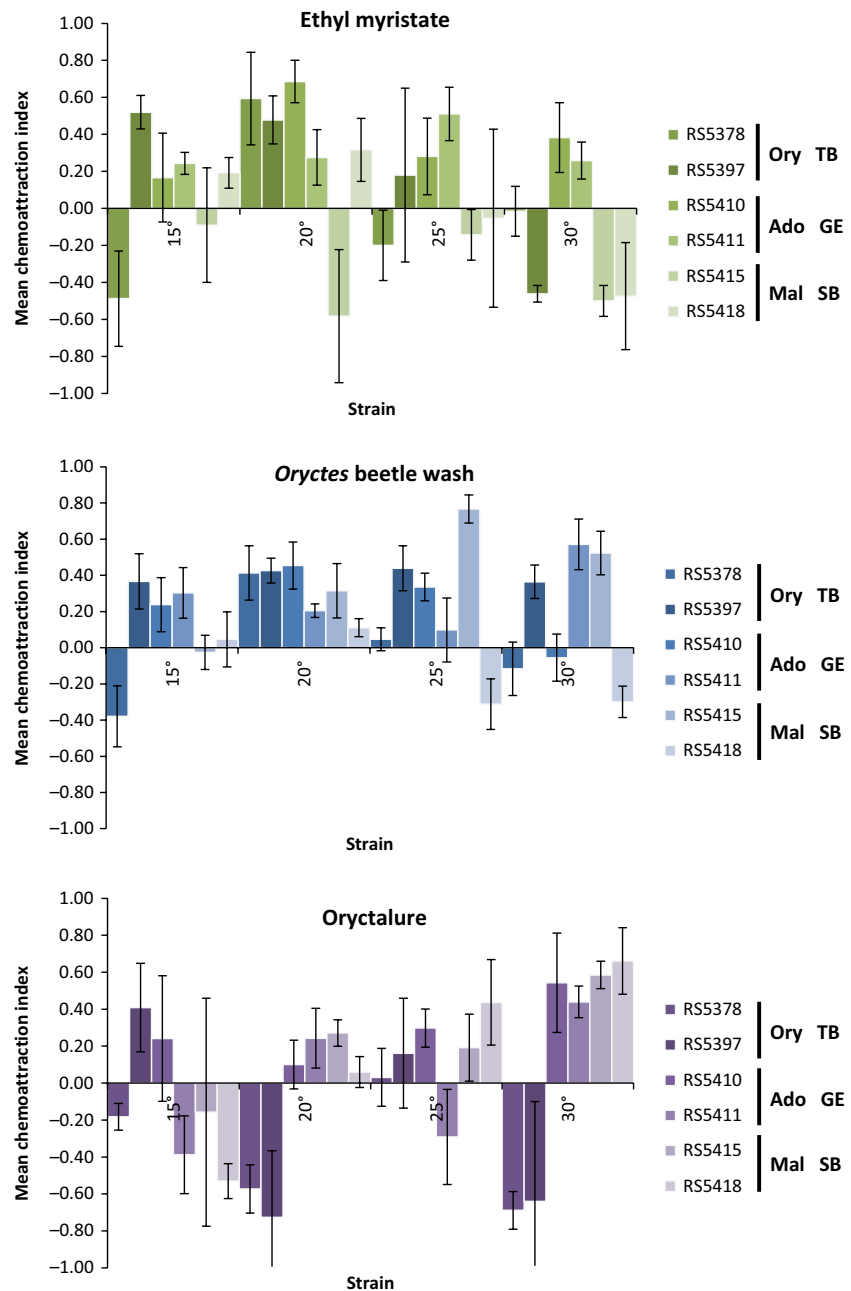 Ethyl myristate
Mean chemoattraction index
1.00
0.80
0.60
0.40
0.20
0.00
–0.20
–0.40
–0.60
–0.80
–1.00
15°
20°
25°
30°
Strain
RS5378
RS5397
RS5410
RS5411
RS5415
RS5418
Ory TB
Ado GE
Mal SB
Oryctes beetle wash
Mean chemoattraction index
1.00
0.80
0.60
0.40
0.20
0.00
–0.20
–0.40
–0.60
–0.80
–1.00
15°
20°
25°
30°
Strain
RS5378
RS5397
RS5410
RS5411
RS5415
RS5418
Ory TB
Ado GE
Mal SB
Oryctalure
Mean chemoattraction index
1.00
0.80
0.60
0.40
0.20
0.00
–0.20
–0.40
–0.60
–0.80
–1.00
15°
20°
25°
30°
Strain
RS5378
RS5397
RS5410
RS5411
RS5415
RS5418
Ory TB
Ado GE
Mal SB